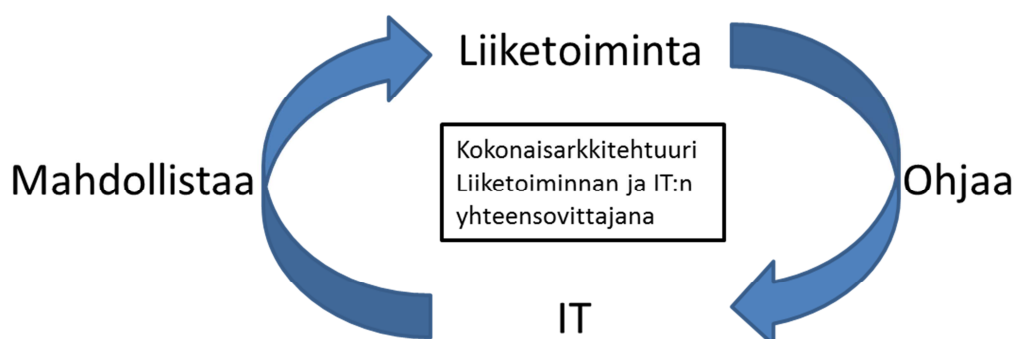 Liiketoiminta
Kokonaisarkkitehtuuri
Liiketoiminnan ja IT:n
yhteensovittajana
Mahdollistaa
Ohjaa
IT